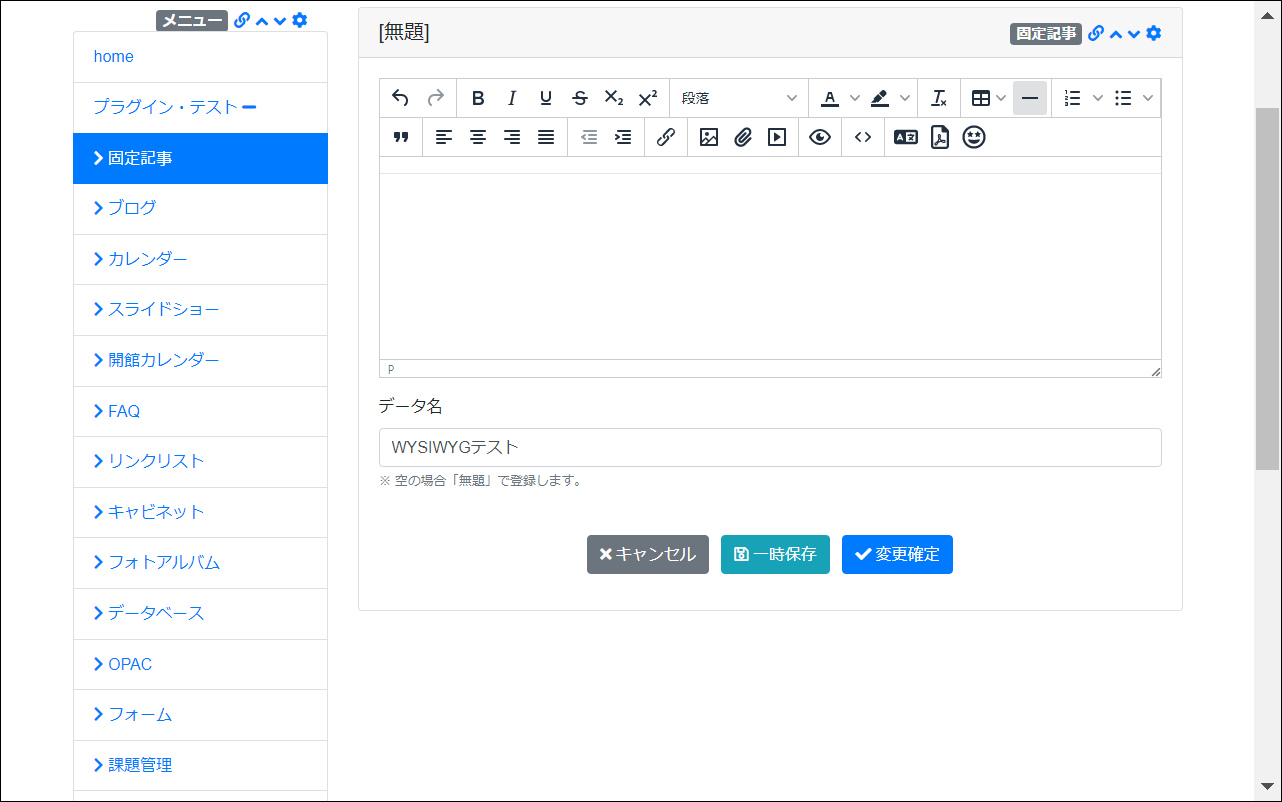 メニュー
home
プラグイン・テスト
固定記事
ブログ
カレンダー
スライドショー
開館カレンダー
FAQ
リンクリスト
キャビネット
フォトアルバム
データベース
OPAC
フォーム
課題管理
[無題]
固定記事
段落
P
データ名
WYSIWYGテスト
※ 空の場合「無題」で登録します。
キャンセル 一時保存 変更確定